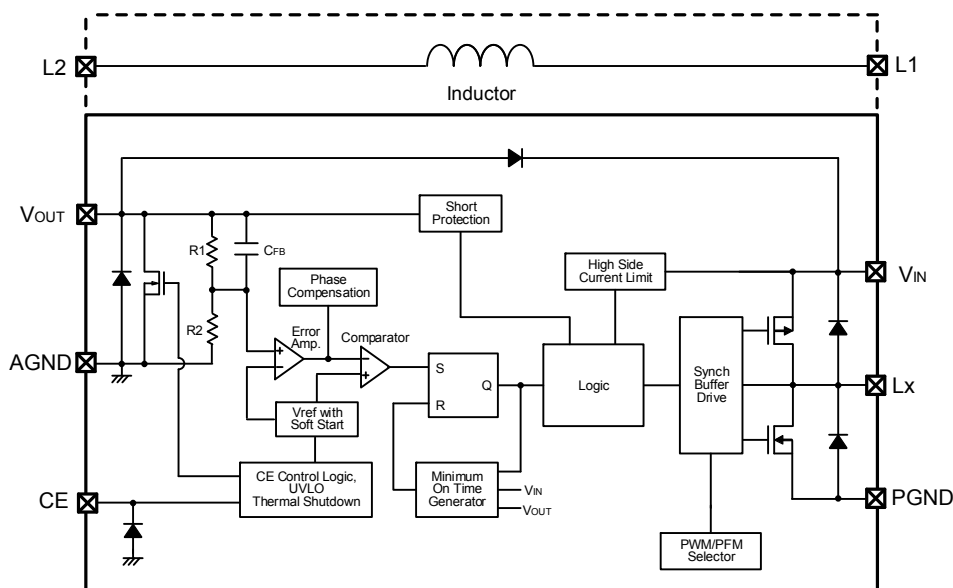 L2
L1
Inductor
VOUT
Short
Protection
R1
CFB
High Side
Current Limit
VIN
Phase
Compensation
R2
Error
Amp.
Comparator
AGND
S
Q
R
Logic
Synch
Buffer
Drive
Lx
Vref with
Soft Start
CE Control Logic,
UVLO
Thermal Shutdown
Minimum
On Time
Generator
VIN
VOUT
CE
PGND
PWM/PFM
Selector